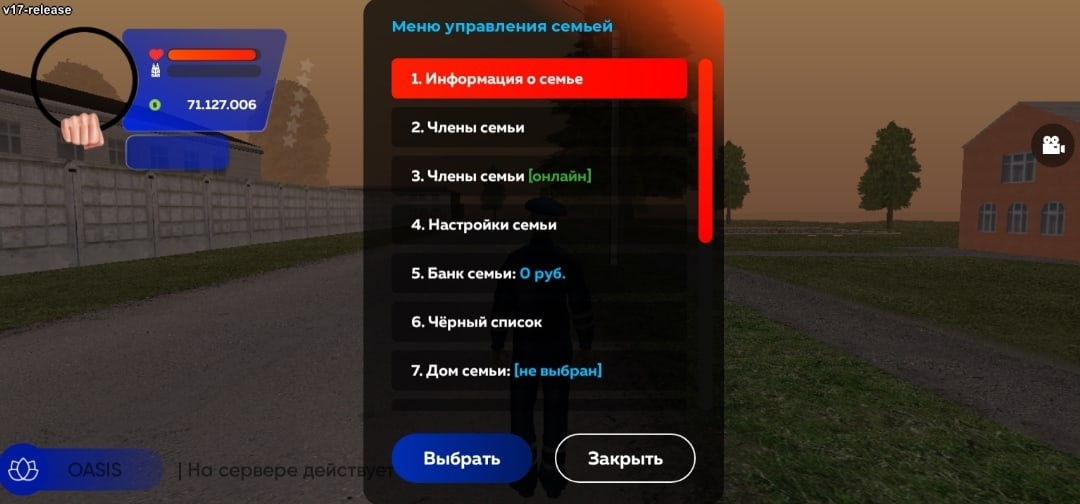 v17-release
71.127.006
Меню управления семьей
1. Информация о семье
2. Члены семьи
3. Члены семьи [онлайн]
4. Настройки семьи
5. Банк семьи: 0 руб.
6. Чёрный список
7. Дом семьи: [не выбран]
Выбрать
Закрыть
OASIS
| На сервере действует